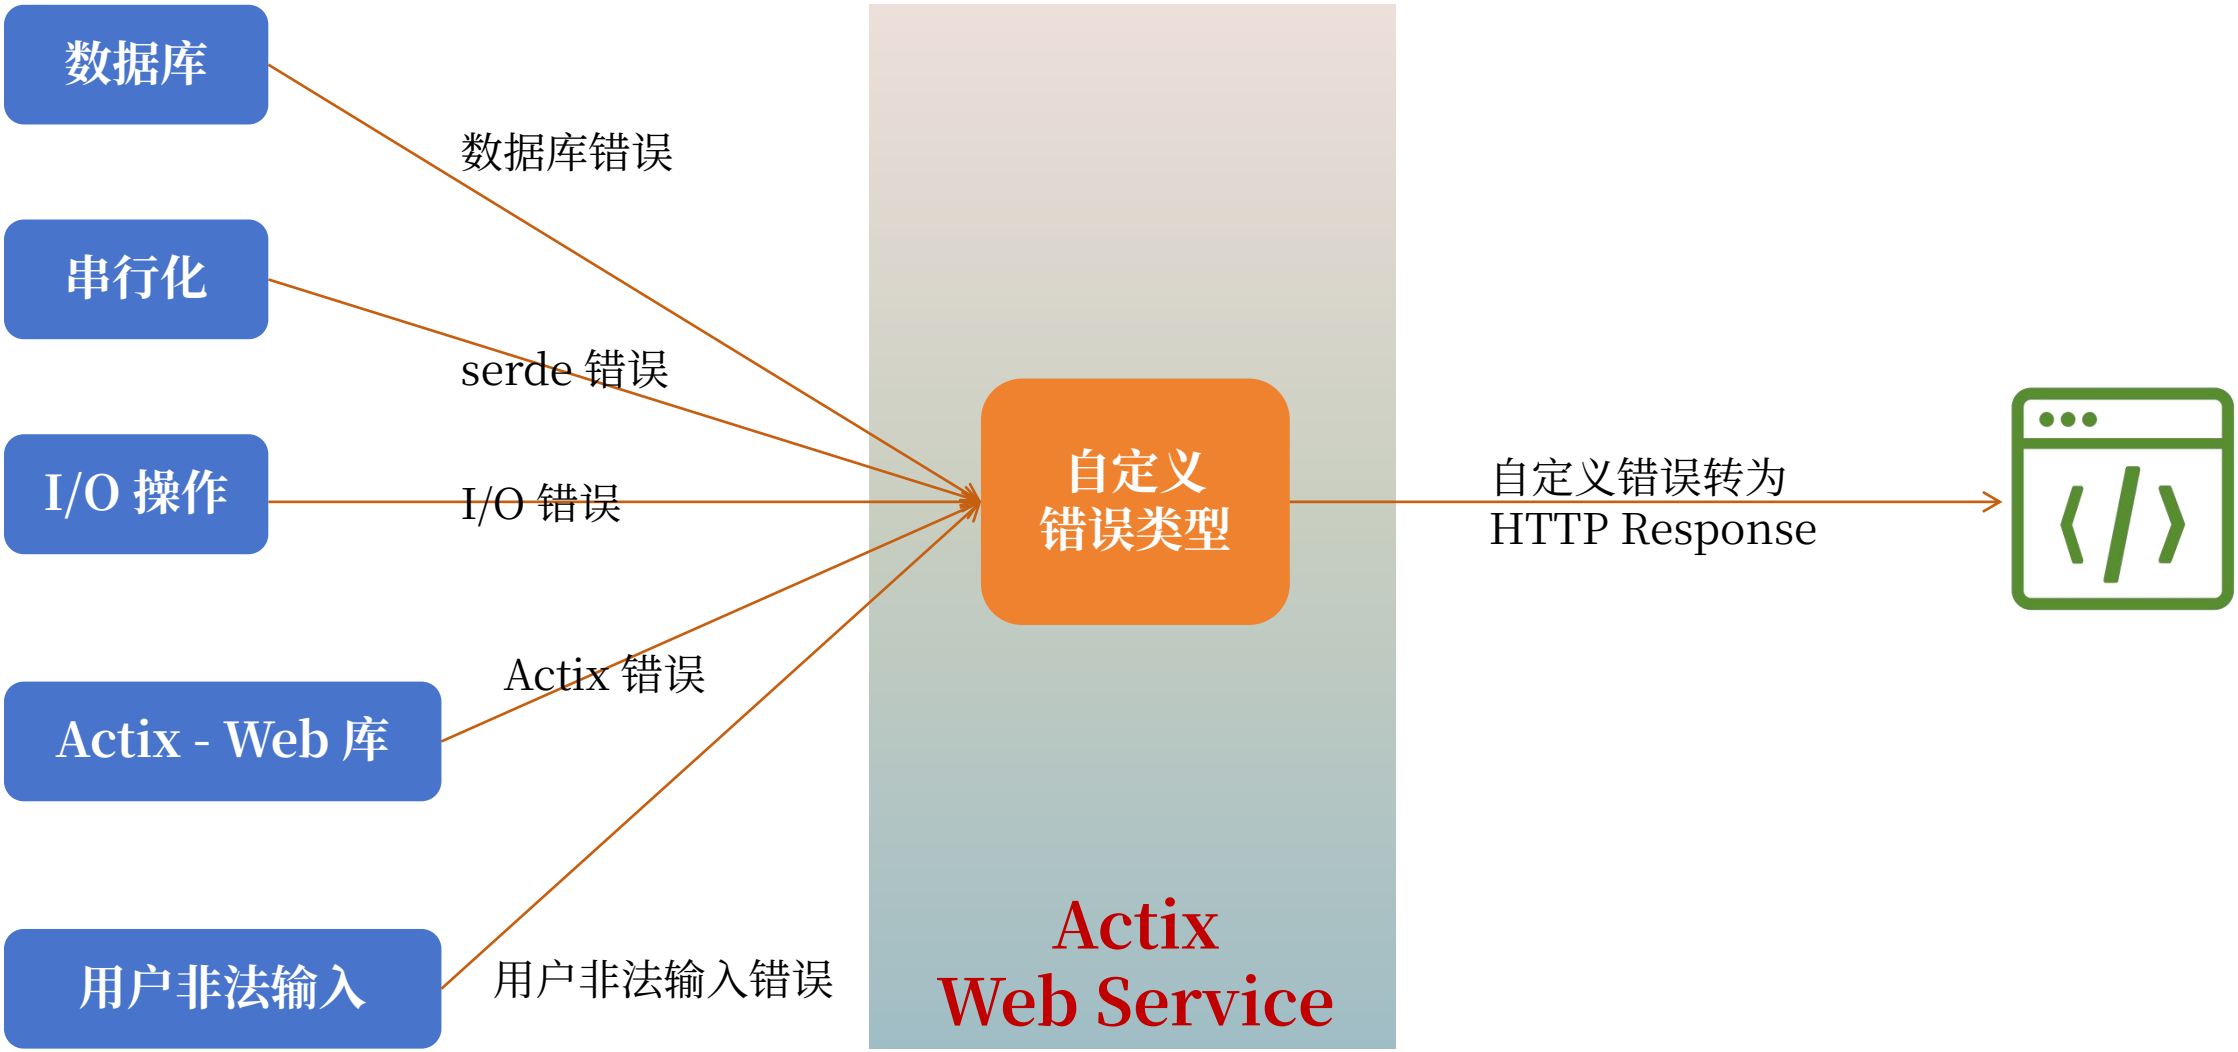 数据库
数据库错误
串行化
serde 错误
I/O 操作
I/O 错误
自定义
错误类型
自定义错误转为
HTTP Response
Actix - Web 库
Actix 错误
用户非法输入
用户非法输入错误
Actix
Web Service